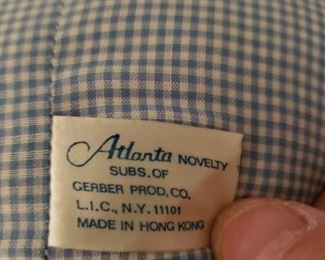 Atlanta NOVELTY
SUBS. OF
GERBER PROD. CO.
L.I.C., N.Y. 11101
MADE IN HONG KONG